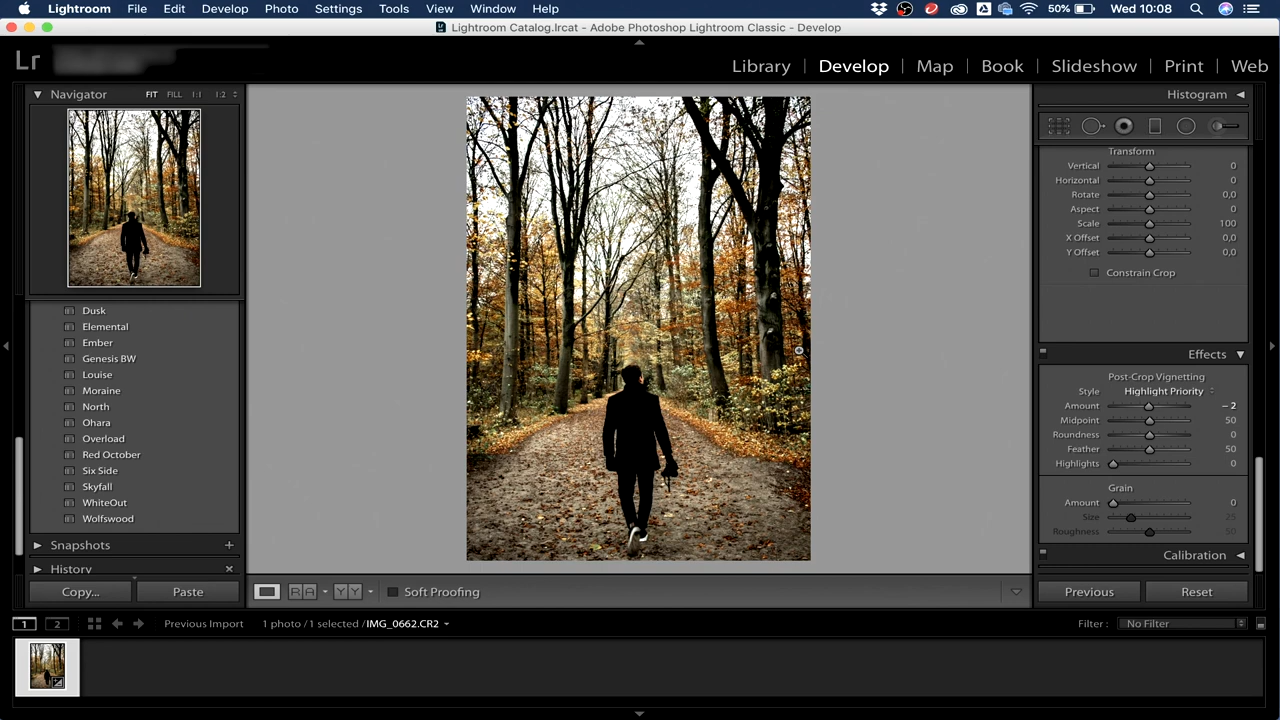 Lightroom File Edit Develop Photo Settings Tools View Window Help 50% Wed 10:08
Lightroom Catalog.lrcat - Adobe Photoshop Lightroom Classic - Develop
Lr Library | Develop | Map | Book | Slideshow | Print | Web
Navigator FIT FILL 1:1 1:2
Histogram
Transform
Vertical 0
Horizontal 0
Rotate 0,0
Aspect 0
Scale 100
X Offset 0,0
Y Offset 0,0
Constrain Crop
Dusk
Elemental
Ember
Genesis BW
Louise
Moraine
North
Ohara
Overload
Red October
Six Side
Skyfall
WhiteOut
Wolfswood
Effects
Post-Crop Vignetting
Style Highlight Priority
Amount – 2
Midpoint 50
Roundness 0
Feather 50
Highlights 0
Grain
Amount 0
Size 25
Roughness 50
Snapshots +
Calibration
History ×
Copy... Paste
RA YY Soft Proofing
Previous Reset
1 2 Previous Import 1 photo / 1 selected / IMG_0662.CR2 Filter : No Filter